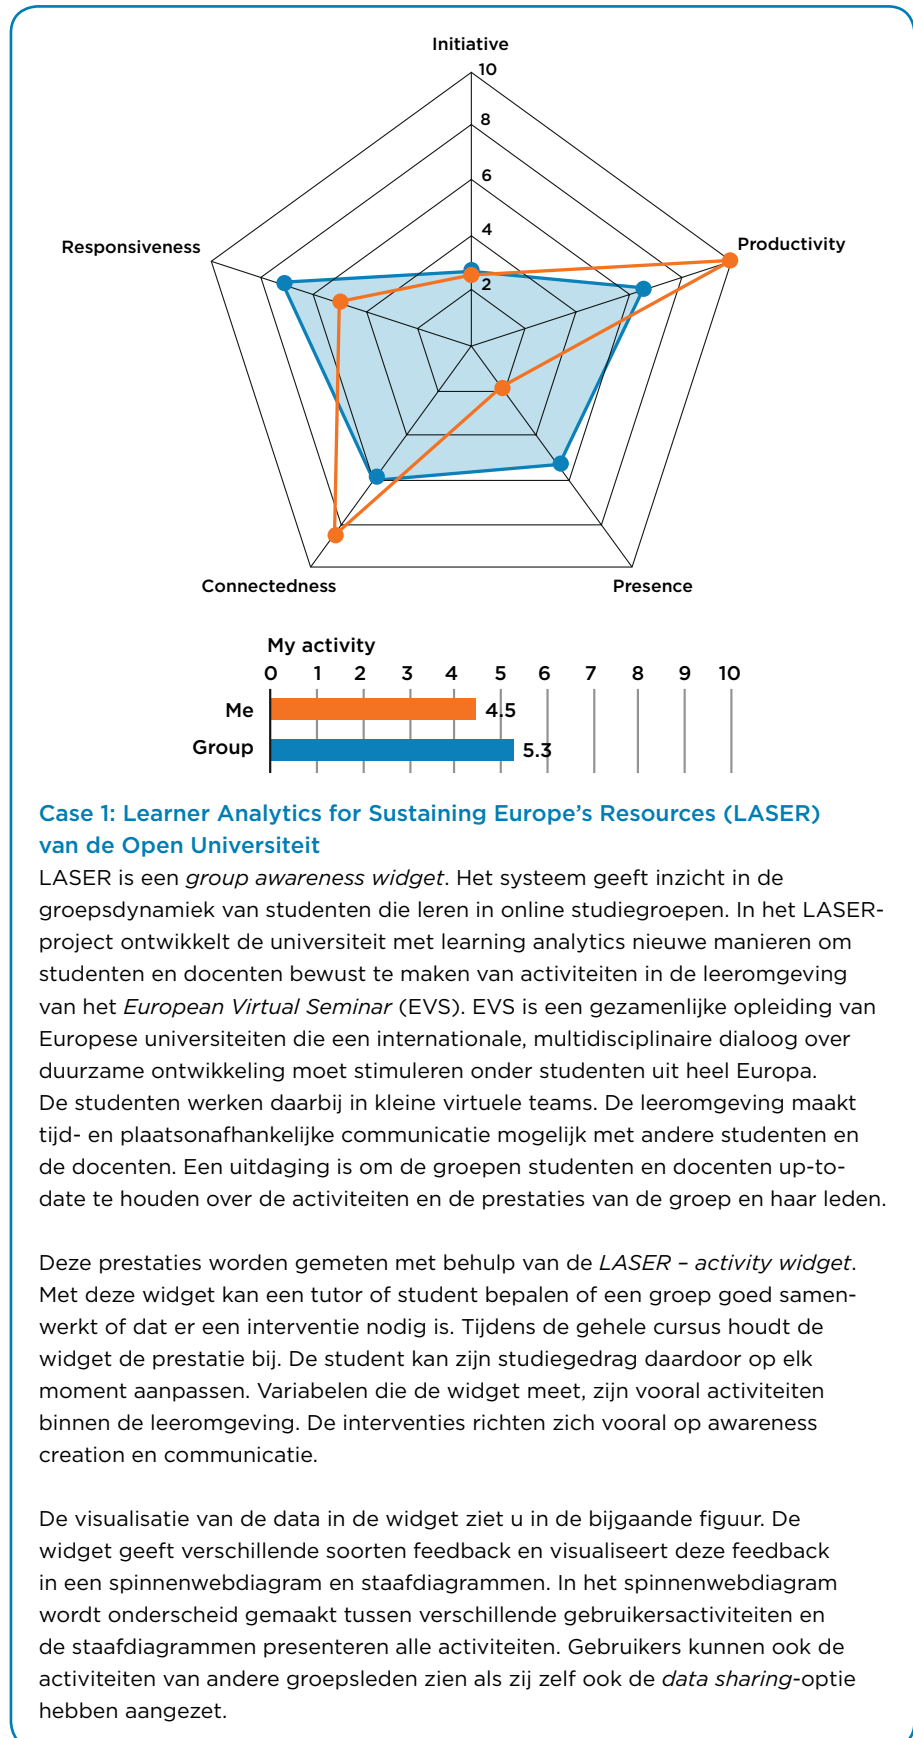 Initiative
10
8
6
4
2
Responsiveness
Productivity
Connectedness
Presence
My activity
0 1 2 3 4 5 6 7 8 9 10
Me 4.5
Group 5.3
Case 1: Learner Analytics for Sustaining Europe’s Resources (LASER)
van de Open Universiteit
LASER is een group awareness widget. Het systeem geeft inzicht in de
groepsdynamiek van studenten die leren in online studiegroepen. In het LASER-
project ontwikkelt de universiteit met learning analytics nieuwe manieren om
studenten en docenten bewust te maken van activiteiten in de leeromgeving
van het European Virtual Seminar (EVS). EVS is een gezamenlijke opleiding van
Europese universiteiten die een internationale, multidisciplinaire dialoog over
duurzame ontwikkeling moet stimuleren onder studenten uit heel Europa.
De studenten werken daarbij in kleine virtuele teams. De leeromgeving maakt
tijd- en plaatsonafhankelijke communicatie mogelijk met andere studenten en
de docenten. Een uitdaging is om de groepen studenten en docenten up-to-
date te houden over de activiteiten en de prestaties van de groep en haar leden.
Deze prestaties worden gemeten met behulp van de LASER – activity widget.
Met deze widget kan een tutor of student bepalen of een groep goed samen-
werkt of dat er een interventie nodig is. Tijdens de gehele cursus houdt de
widget de prestatie bij. De student kan zijn studiegedrag daardoor op elk
moment aanpassen. Variabelen die de widget meet, zijn vooral activiteiten
binnen de leeromgeving. De interventies richten zich vooral op awareness
creation en communicatie.
De visualisatie van de data in de widget ziet u in de bijgaande figuur. De
widget geeft verschillende soorten feedback en visualiseert deze feedback
in een spinnenwebdiagram en staafdiagrammen. In het spinnenwebdiagram
wordt onderscheid gemaakt tussen verschillende gebruikersactiviteiten en
de staafdiagrammen presenteren alle activiteiten. Gebruikers kunnen ook de
activiteiten van andere groepsleden zien als zij zelf ook de data sharing-optie
hebben aangezet.